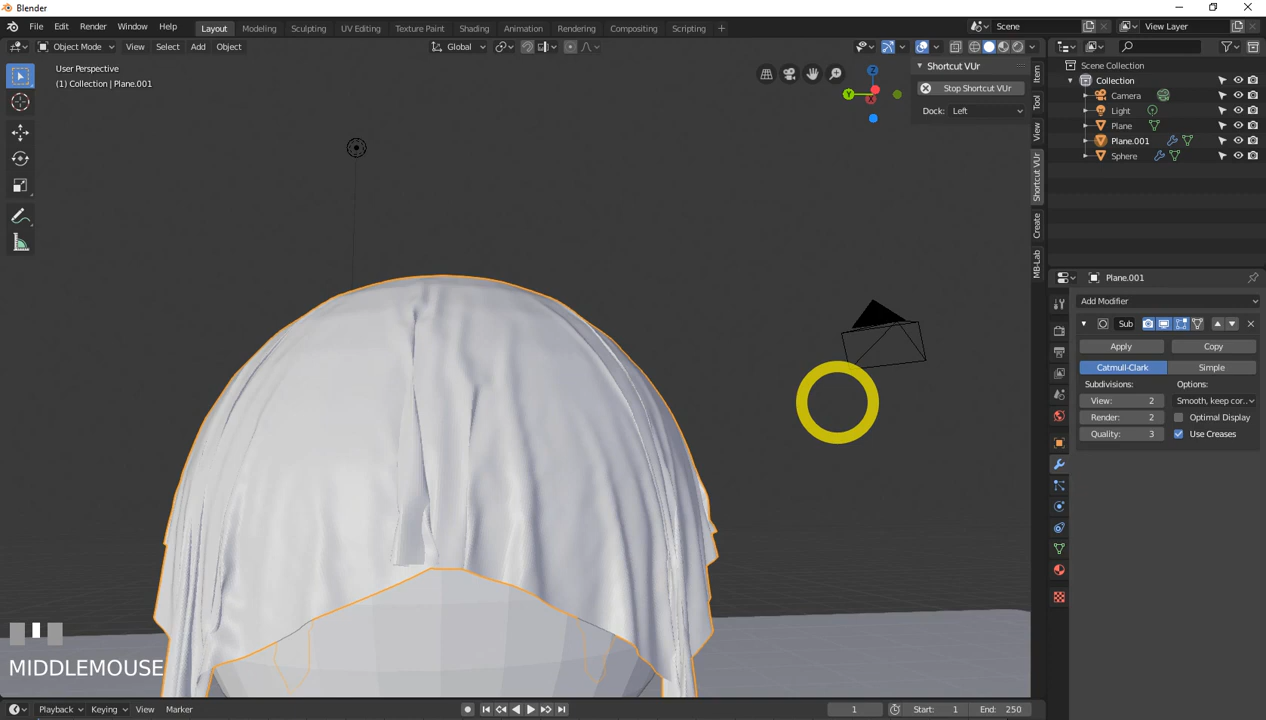 Blender
File Edit Render Window Help
Layout Modeling Sculpting UV Editing Texture Paint Shading Animation Rendering Compositing Scripting +
Scene View Layer
Object Mode View Select Add Object Global
User Perspective
(1) Collection | Plane.001
Shortcut VUr
Stop Shortcut VUr
Dock: Left
Item
Tool
View
Shortcut VUr
Create
MB-Lab
Z
Y
X
Scene Collection
Collection
Camera
Light
Plane
Plane.001
Sphere
Plane.001
Add Modifier
Sub
Apply Copy
Catmull-Clark Simple
Subdivisions: Options:
View: 2 Smooth, keep cor..
Render: 2 Optimal Display
Quality: 3 Use Creases
MIDDLEMOUSE
Playback Keying View Marker 1 Start: 1 End: 250